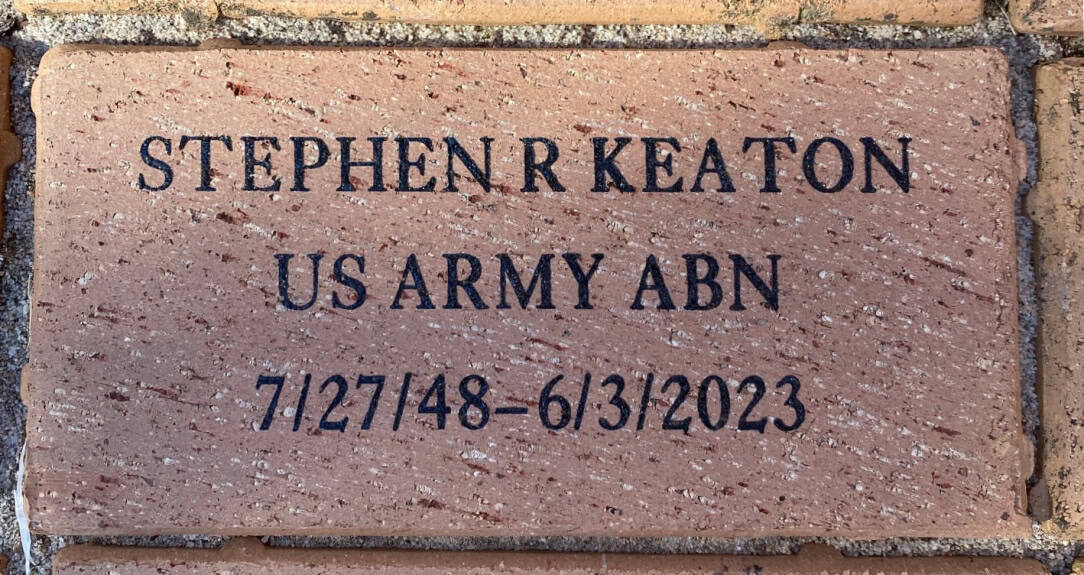 STEPHEN R KEATON
US ARMY ABN
7/27/48–6/3/2023